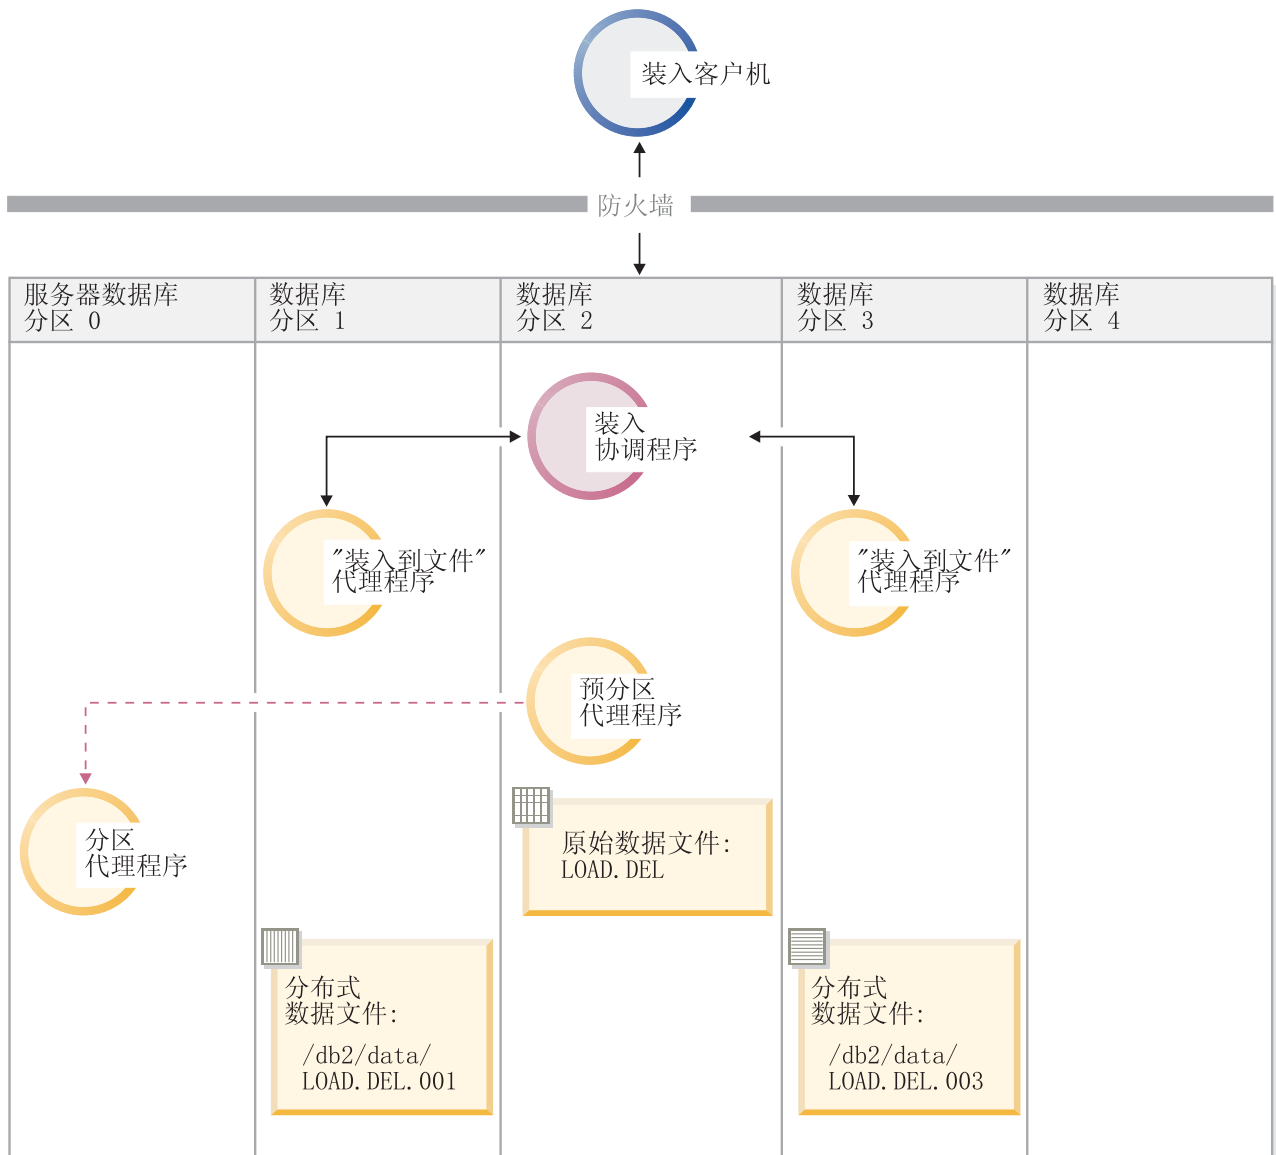 装入客户机
防火墙
服务器数据库
分区 0
数据库
分区 1
数据库
分区 2
数据库
分区 3
数据库
分区 4
装入
协调程序
"装入到文件"
代理程序
"装入到文件"
代理程序
预分区
代理程序
分区
代理程序
原始数据文件:
LOAD.DEL
分布式
数据文件:
/db2/data/
LOAD.DEL.001
分布式
数据文件:
/db2/data/
LOAD.DEL.003